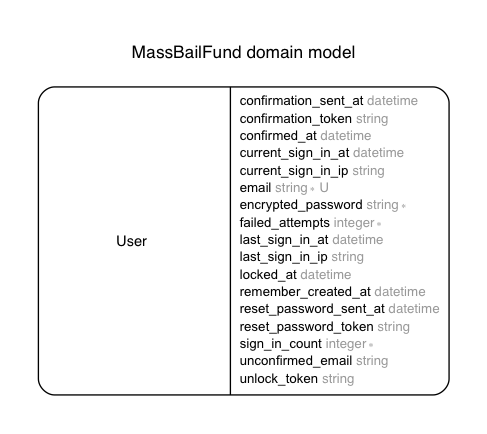 MassBailFund domain model
User
confirmation_sent_at datetime
confirmation_token string
confirmed_at datetime
current_sign_in_at datetime
current_sign_in_ip string
email string ∗ U
encrypted_password string ∗
failed_attempts integer ∗
last_sign_in_at datetime
last_sign_in_ip string
locked_at datetime
remember_created_at datetime
reset_password_sent_at datetime
reset_password_token string
sign_in_count integer ∗
unconfirmed_email string
unlock_token string